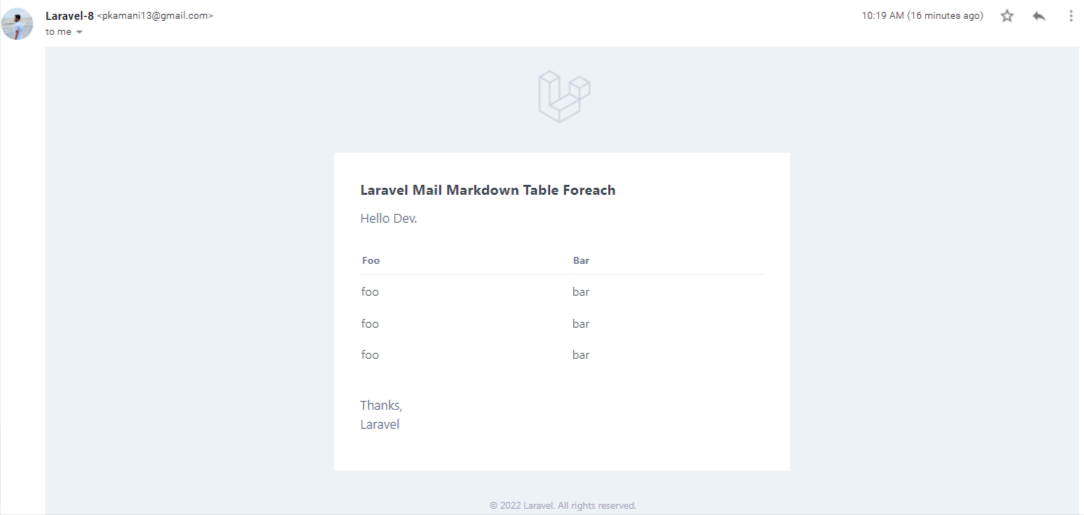 Laravel-8 <pkamani13@gmail.com> 10:19 AM (16 minutes ago)
to me
Laravel Mail Markdown Table Foreach
Hello Dev.
Foo Bar
foo bar
foo bar
foo bar
Thanks,
Laravel
© 2022 Laravel. All rights reserved.